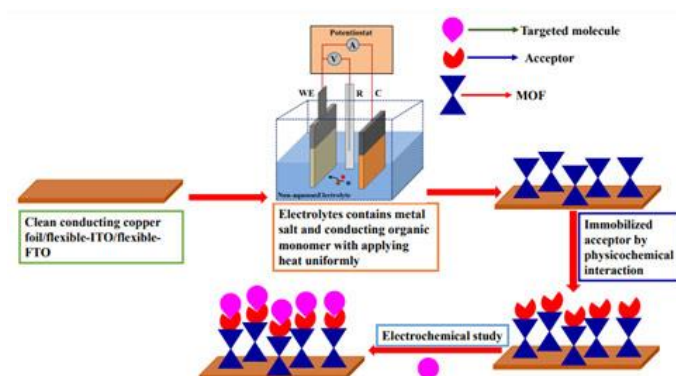 Potentiostat
A
V
WE
R
C
Non-aqueous Electrolyte
Targeted molecule
Acceptor
MOF
Clean conducting copper
foil/flexible-ITO/flexible-
FTO
Electrolytes contains metal
salt and conducting organic
monomer with applying
heat uniformly
Immobilized
acceptor by
physicochemical
interaction
Electrochemical study